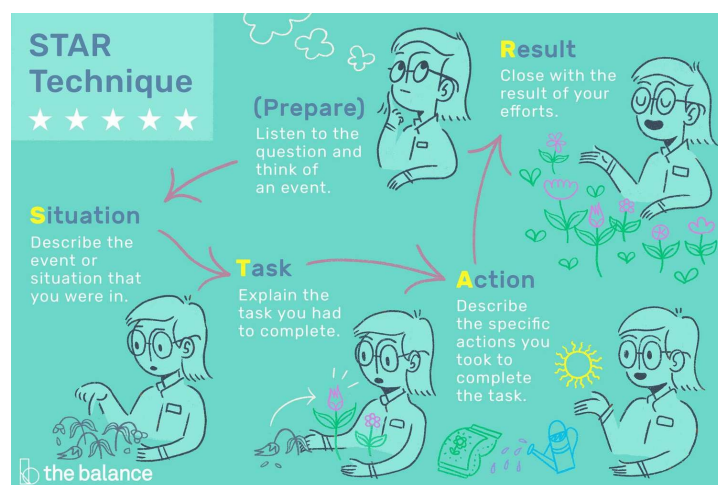 STAR
Technique
(Prepare)
Listen to the
question and
think of
an event.
Situation
Describe the
event or
situation that
you were in.
Task
Explain the
task you had
to complete.
Action
Describe
the specific
actions you
took to
complete
the task.
Result
Close with the
result of your
efforts.
the balance